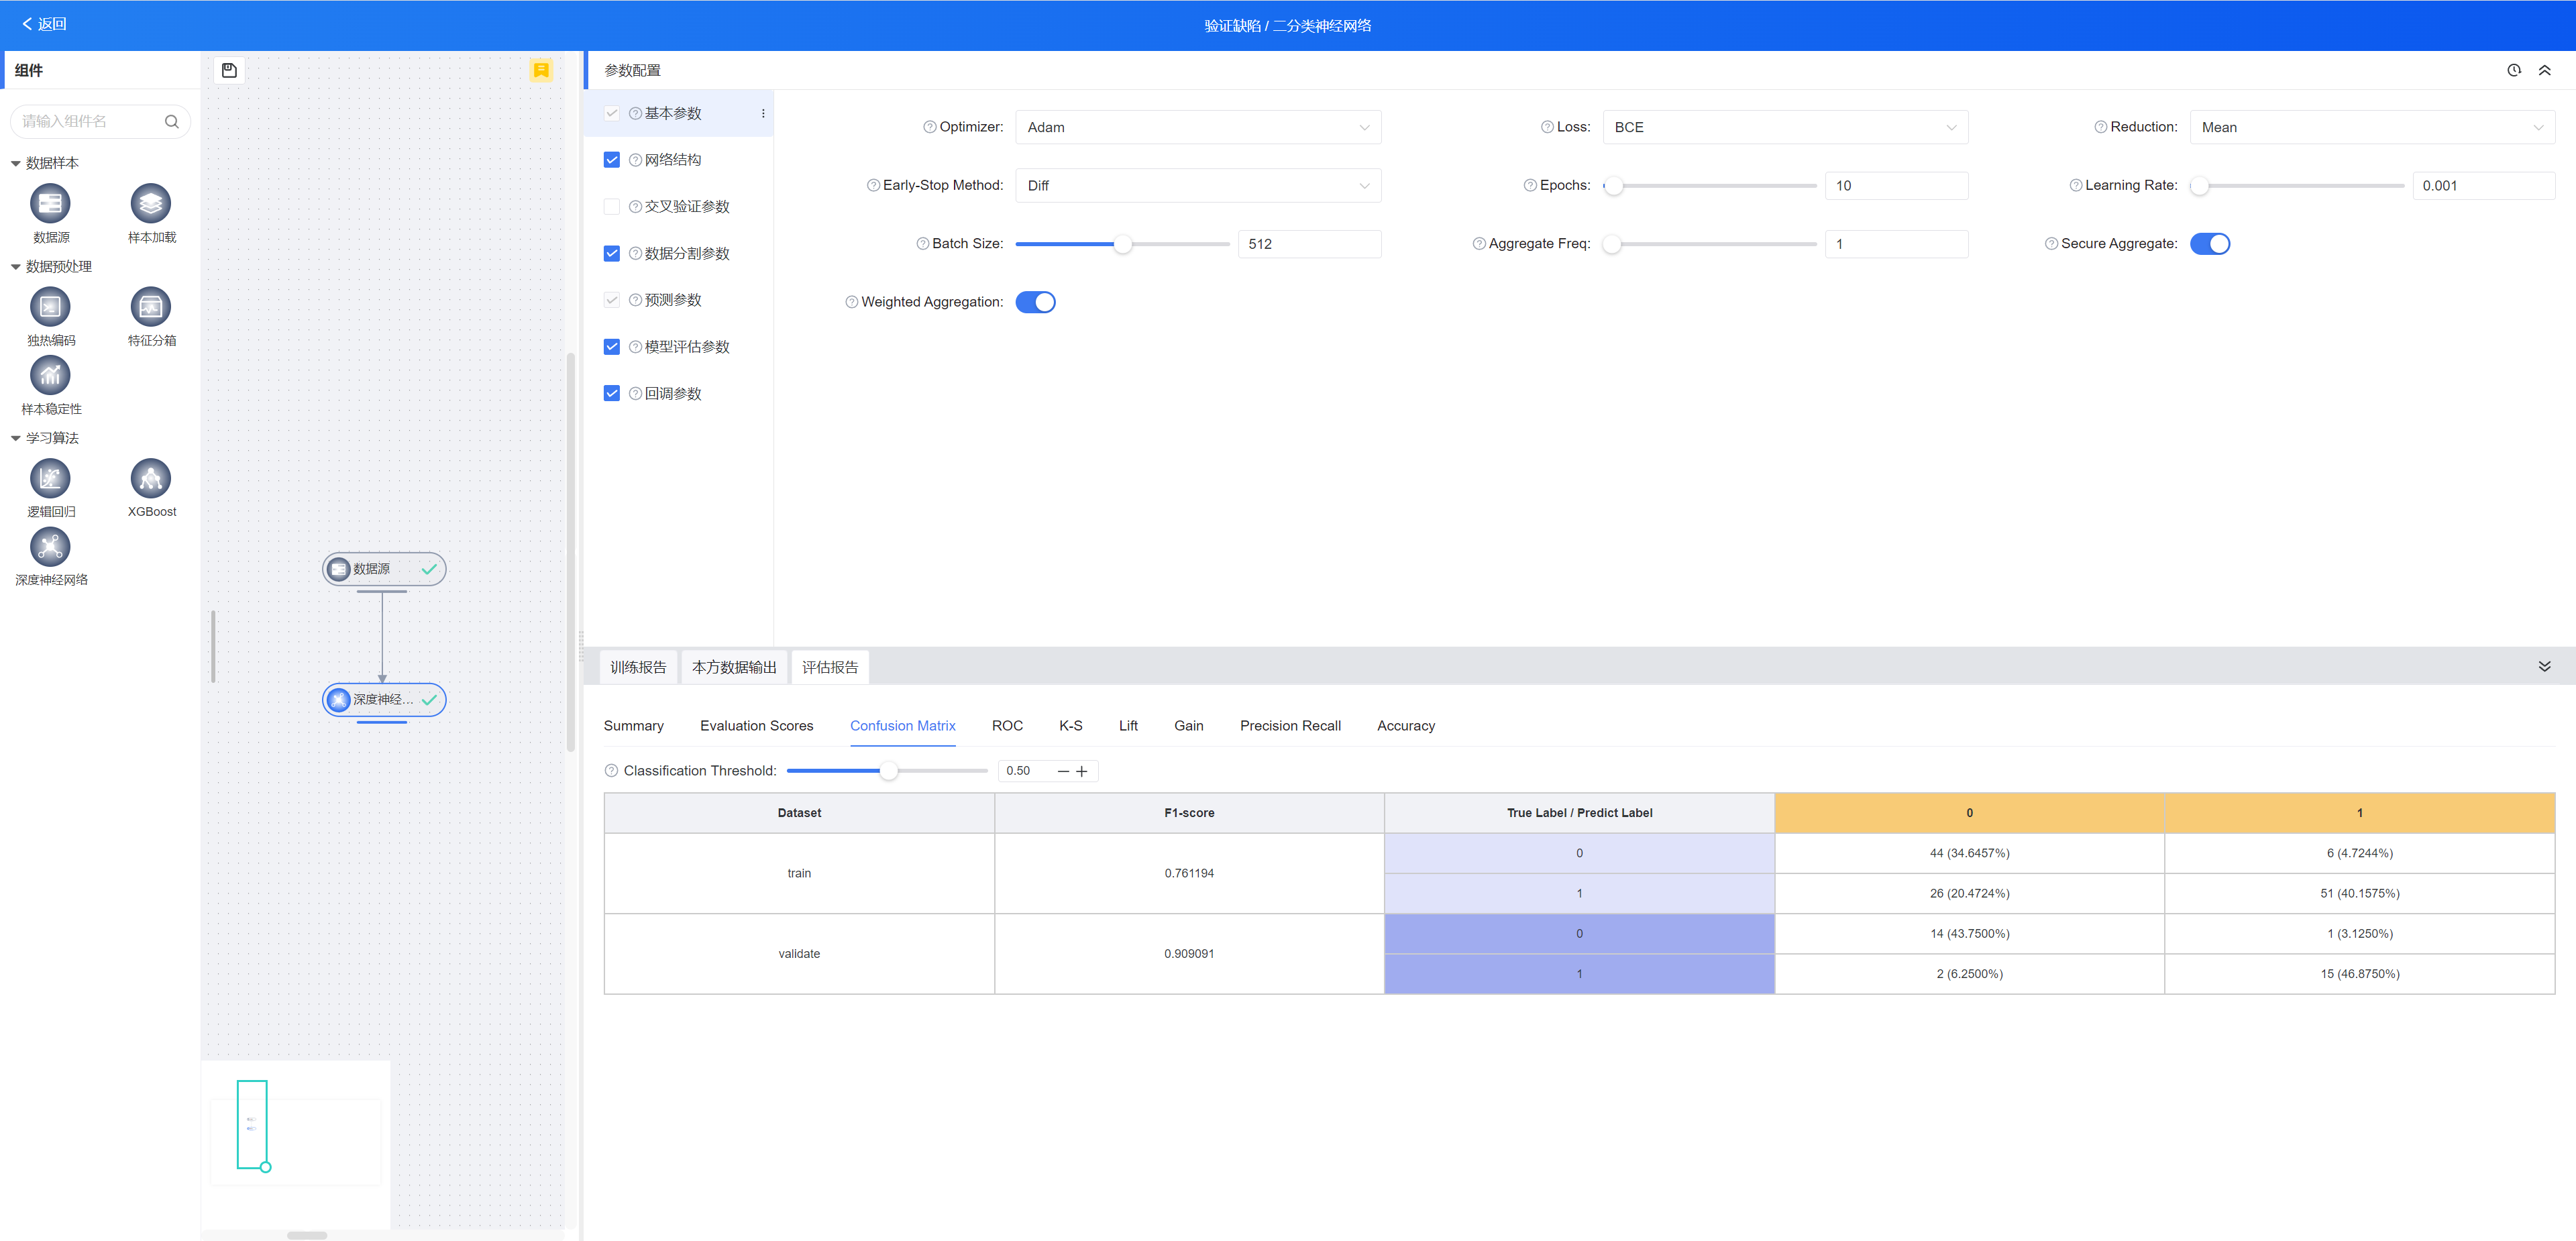 返回
验证缺陷 / 二分类神经网络
组件
请输入组件名
数据样本
数据源
样本加载
数据预处理
独热编码
特征分箱
样本稳定性
学习算法
逻辑回归
XGBoost
深度神经网络
数据源
深度神经...
参数配置
基本参数
网络结构
交叉验证参数
数据分割参数
预测参数
模型评估参数
回调参数
Optimizer: Adam
Loss: BCE
Reduction: Mean
Early-Stop Method: Diff
Epochs: 10
Learning Rate: 0.001
Batch Size: 512
Aggregate Freq: 1
Secure Aggregate:
Weighted Aggregation:
训练报告 本方数据输出 评估报告
Summary Evaluation Scores Confusion Matrix ROC K-S Lift Gain Precision Recall Accuracy
Classification Threshold: 0.50
Dataset F1-score True Label / Predict Label 0 1
train 0.761194 0 44 (34.6457%) 6 (4.7244%)
1 26 (20.4724%) 51 (40.1575%)
validate 0.909091 0 14 (43.7500%) 1 (3.1250%)
1 2 (6.2500%) 15 (46.8750%)